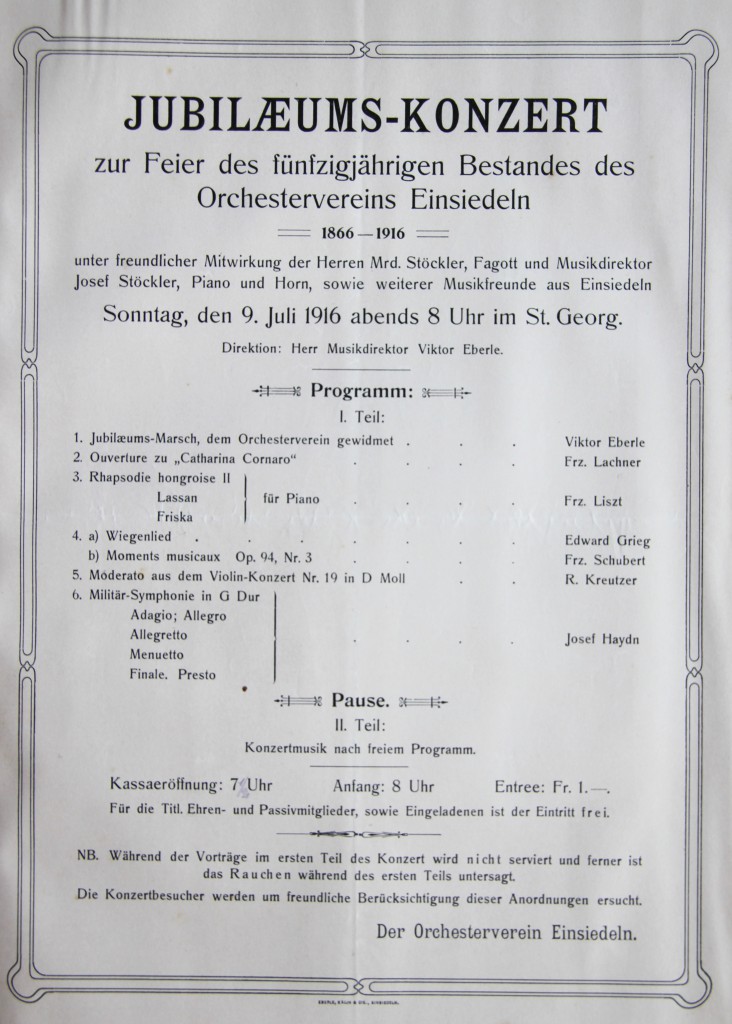 JUBILÆUMS-KONZERT
zur Feier des fünfzigjährigen Bestandes des
Orchestervereins Einsiedeln
1866—1916
unter freundlicher Mitwirkung der Herren Mrd. Stöckler, Fagott und Musikdirektor
Josef Stöckler, Piano und Horn, sowie weiterer Musikfreunde aus Einsiedeln
Sonntag, den 9. Juli 1916 abends 8 Uhr im St. Georg.
Direktion: Herr Musikdirektor Viktor Eberle.
Programm:
I. Teil:
1. Jubilæums-Marsch, dem Orchesterverein gewidmet . . . Viktor Eberle
2. Ouverture zu „Catharina Cornaro“ . . . . Frz. Lachner
3. Rhapsodie hongroise II
Lassan für Piano . . . . Frz. Liszt
Friska
4. a) Wiegenlied . . . . . . . Edward Grieg
b) Moments musicaux Op. 94, Nr. 3 . . . . Frz. Schubert
5. Moderato aus dem Violin-Konzert Nr. 19 in D Moll . . R. Kreutzer
6. Militär-Symphonie in G Dur
Adagio; Allegro
Allegretto . . . . Josef Haydn
Menuetto
Finale. Presto
Pause.
II. Teil:
Konzertmusik nach freiem Programm.
Kassaeröffnung: 7 Uhr Anfang: 8 Uhr Entree: Fr. 1.—.
Für die Titl. Ehren- und Passivmitglieder, sowie Eingeladenen ist der Eintritt frei.
NB. Während der Vorträge im ersten Teil des Konzert wird nicht serviert und ferner ist
das Rauchen während des ersten Teils untersagt.
Die Konzertbesucher werden um freundliche Berücksichtigung dieser Anordnungen ersucht.
Der Orchesterverein Einsiedeln.
EBERLE, KÄLIN & CIE., EINSIEDELN.